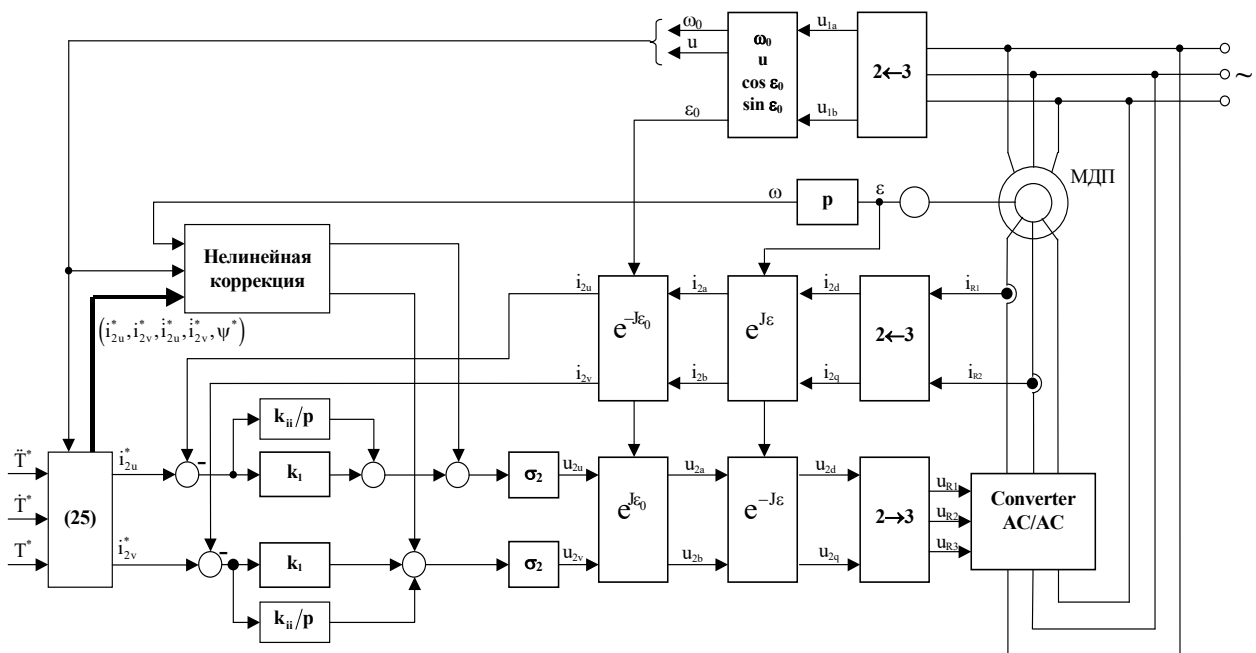 ω₀
u
ω₀
u
cos ε₀
sin ε₀
u₁ₐ
u₁b
2←3
~
ε₀
МДП
ω
p
ε
Нелинейная
коррекция
(i*₂u, i*₂v, i̇*₂u, i̇*₂v, ψ*)
i₂u
i₂v
e^−Jε₀
i₂a
i₂b
e^Jε
i₂d
i₂q
2←3
i_R1
i_R2
k_ii/p
k₁
T̈*
Ṫ*
T*
(25)
i*₂u
i*₂v
-
-
k₁
k_ii/p
σ₂
σ₂
u₂u
u₂v
e^Jε₀
u₂a
u₂b
e^−Jε
u₂d
u₂q
2→3
u_R1
u_R2
u_R3
Converter
AC/AC